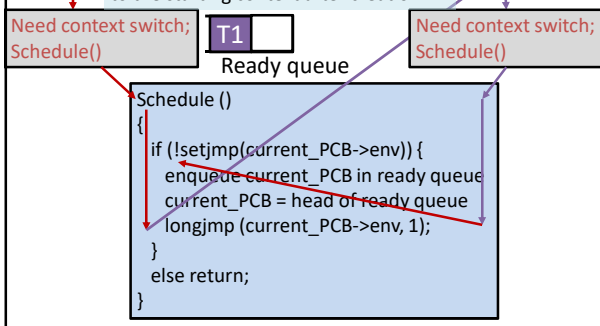 Need context switch;
Schedule()
T1
Ready queue
Need context switch;
Schedule()
Schedule ()
{
if (!setjmp(current_PCB->env)) {
enqueue current_PCB in ready queue
current_PCB = head of ready queue
longjmp (current_PCB->env, 1);
}
else return;
}